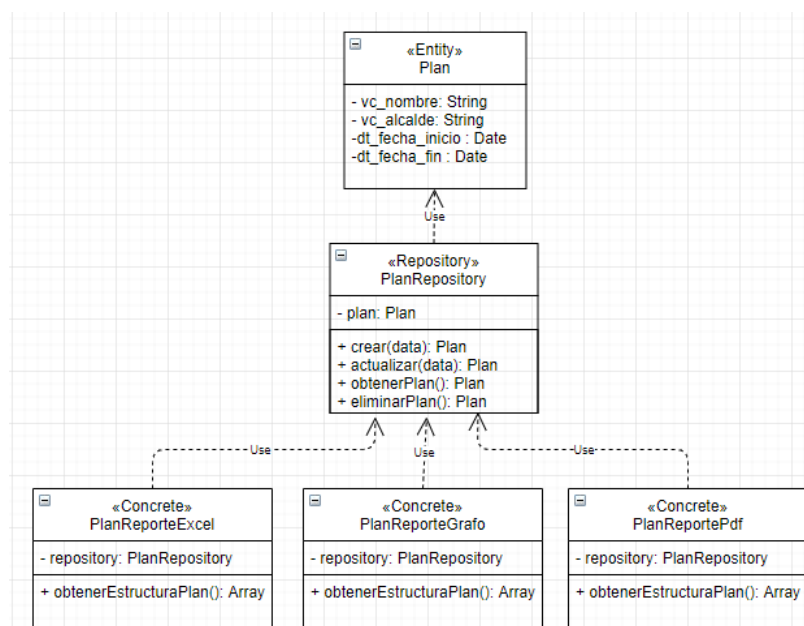 «Entity»
Plan
- vc_nombre: String
- vc_alcalde: String
-dt_fecha_inicio : Date
-dt_fecha_fin : Date
Use
«Repository»
PlanRepository
- plan: Plan
+ crear(data): Plan
+ actualizar(data): Plan
+ obtenerPlan(): Plan
+ eliminarPlan(): Plan
Use
Use
Use
«Concrete»
PlanReporteExcel
- repository: PlanRepository
+ obtenerEstructuraPlan(): Array
«Concrete»
PlanReporteGrafo
- repository: PlanRepository
+ obtenerEstructuraPlan(): Array
«Concrete»
PlanReportePdf
- repository: PlanRepository
+ obtenerEstructuraPlan(): Array